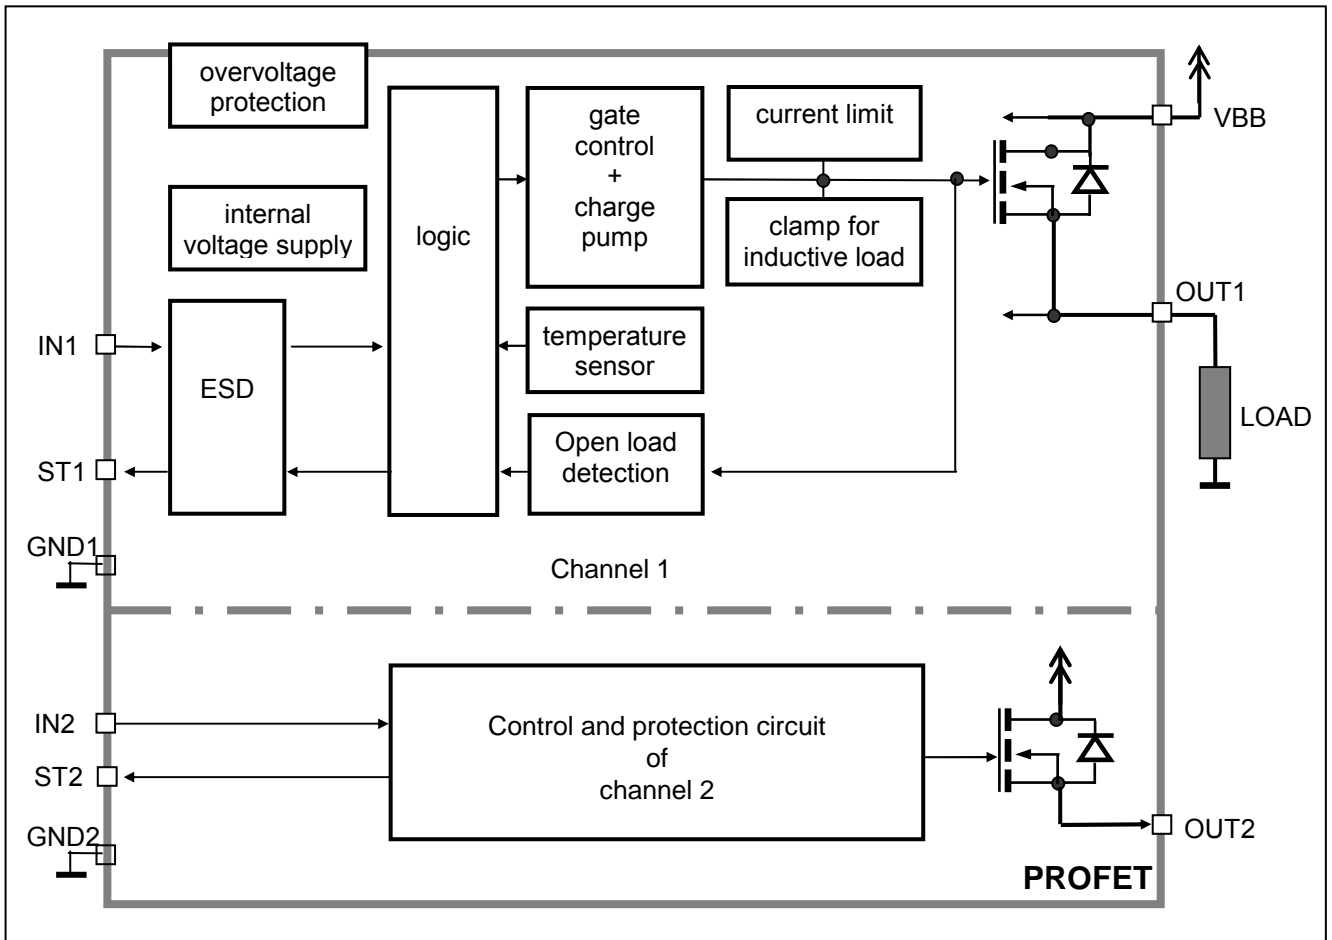 overvoltage
protection
internal
voltage supply
logic
gate
control
+
charge
pump
current limit
clamp for
inductive load
VBB
OUT1
LOAD
IN1
ESD
temperature
sensor
ST1
Open load
detection
GND1
Channel 1
IN2
ST2
GND2
Control and protection circuit
of
channel 2
OUT2
PROFET